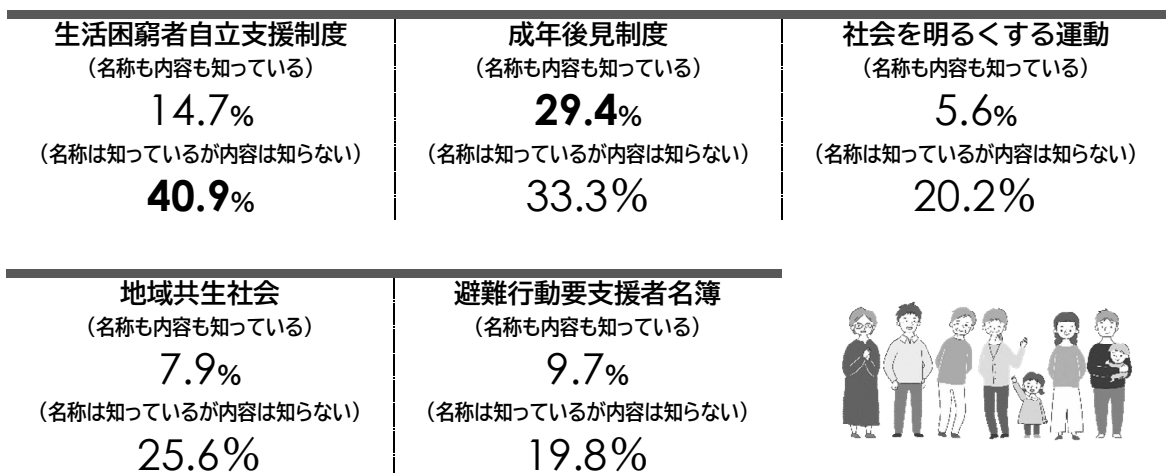 生活困窮者自立支援制度
（名称も内容も知っている）
14.7%
（名称は知っているが内容は知らない）
40.9%
成年後見制度
（名称も内容も知っている）
29.4%
（名称は知っているが内容は知らない）
33.3%
社会を明るくする運動
（名称も内容も知っている）
5.6%
（名称は知っているが内容は知らない）
20.2%
地域共生社会
（名称も内容も知っている）
7.9%
（名称は知っているが内容は知らない）
25.6%
避難行動要支援者名簿
（名称も内容も知っている）
9.7%
（名称は知っているが内容は知らない）
19.8%